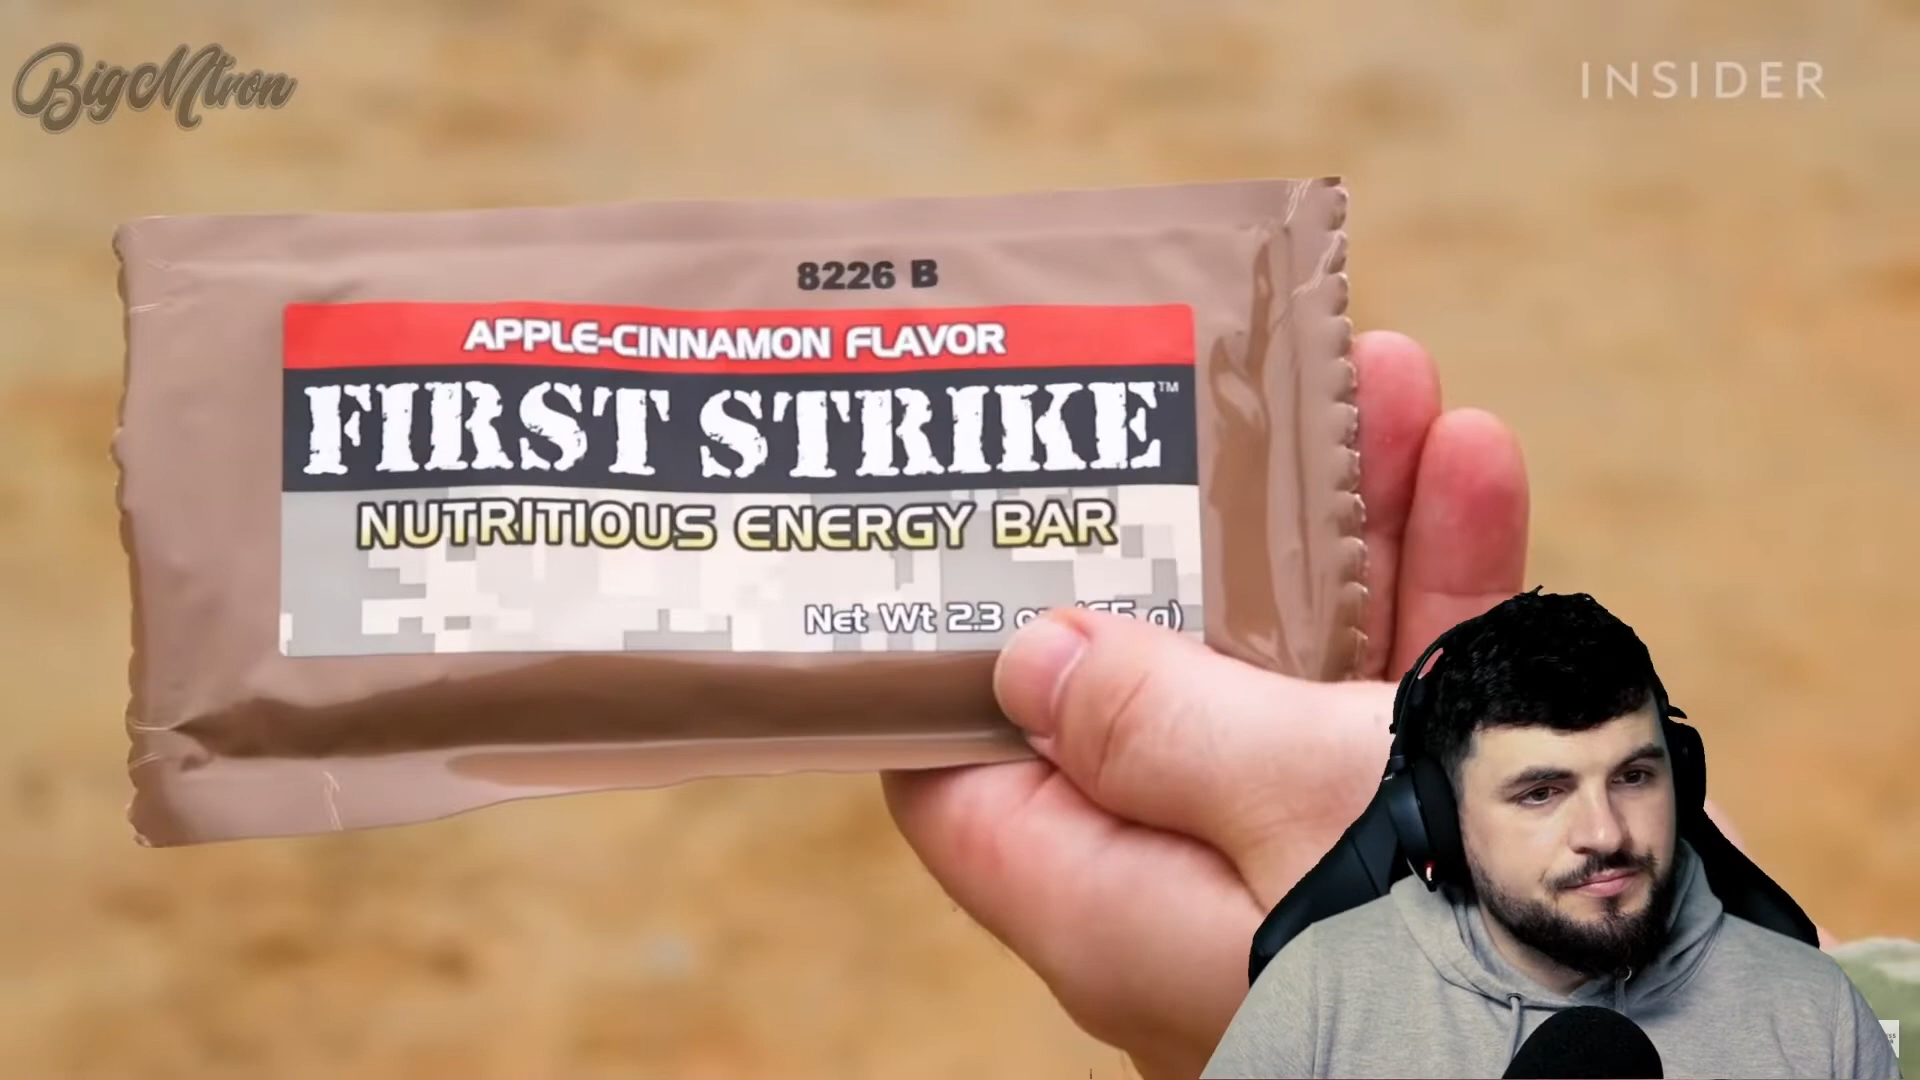 BigMtron
INSIDER
8226 B
APPLE-CINNAMON FLAVOR
FIRST STRIKE™
NUTRITIOUS ENERGY BAR
Net Wt 2.3 g)